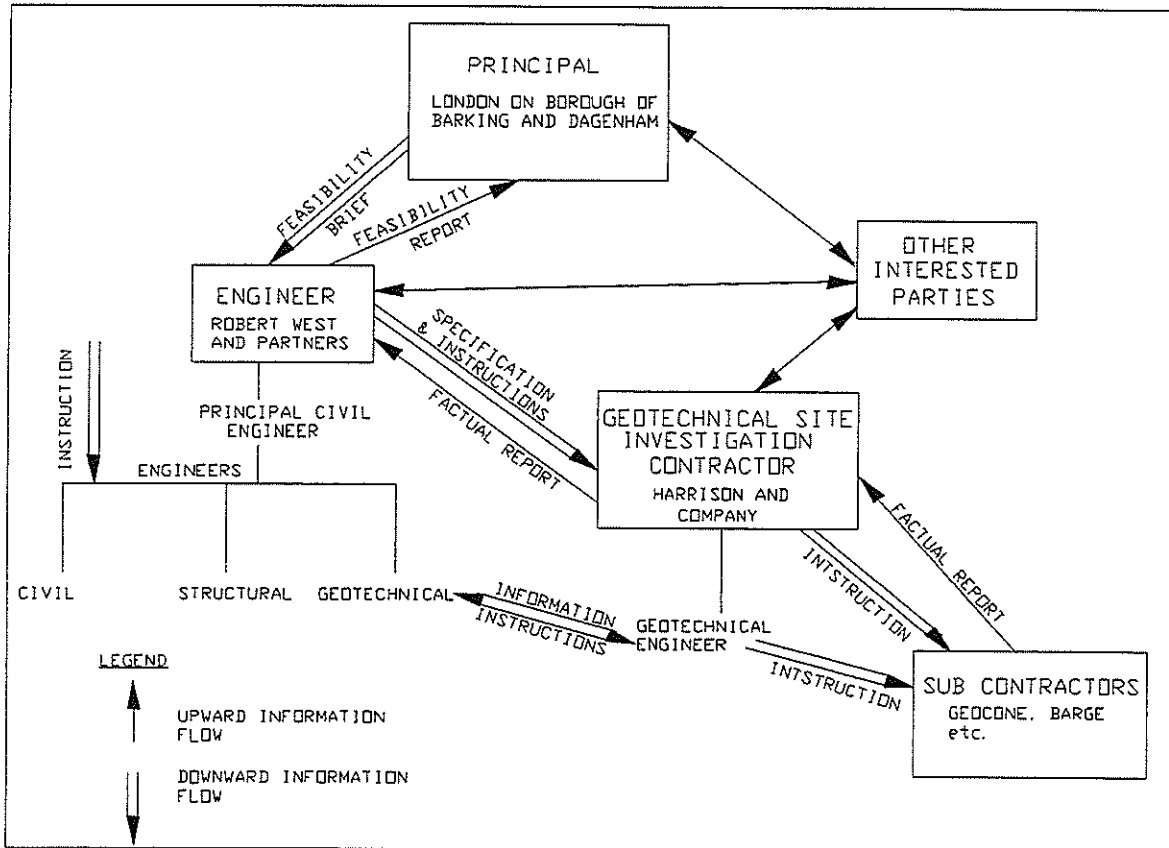 PRINCIPAL
LONDON ON BOROUGH OF
BARKING AND DAGENHAM
FEASIBILITY
BRIEF
FEASIBILITY
REPORT
OTHER
INTERESTED
PARTIES
ENGINEER
ROBERT WEST
AND PARTNERS
SPECIFICATION
& INSTRUCTIONS
FACTUAL REPORT
INSTRUCTION
PRINCIPAL CIVIL
ENGINEER
ENGINEERS
GEOTECHNICAL SITE
INVESTIGATION
CONTRACTOR
HARRISON AND
COMPANY
FACTUAL REPORT
INTSTRUCTION
CIVIL
STRUCTURAL
GEOTECHNICAL
INFORMATION
INSTRUCTIONS
GEOTECHNICAL
ENGINEER
INTSTRUCTION
SUB CONTRACTORS
GEOCONE, BARGE
etc.
LEGEND
UPWARD INFORMATION
FLOW
DOWNWARD INFORMATION
FLOW